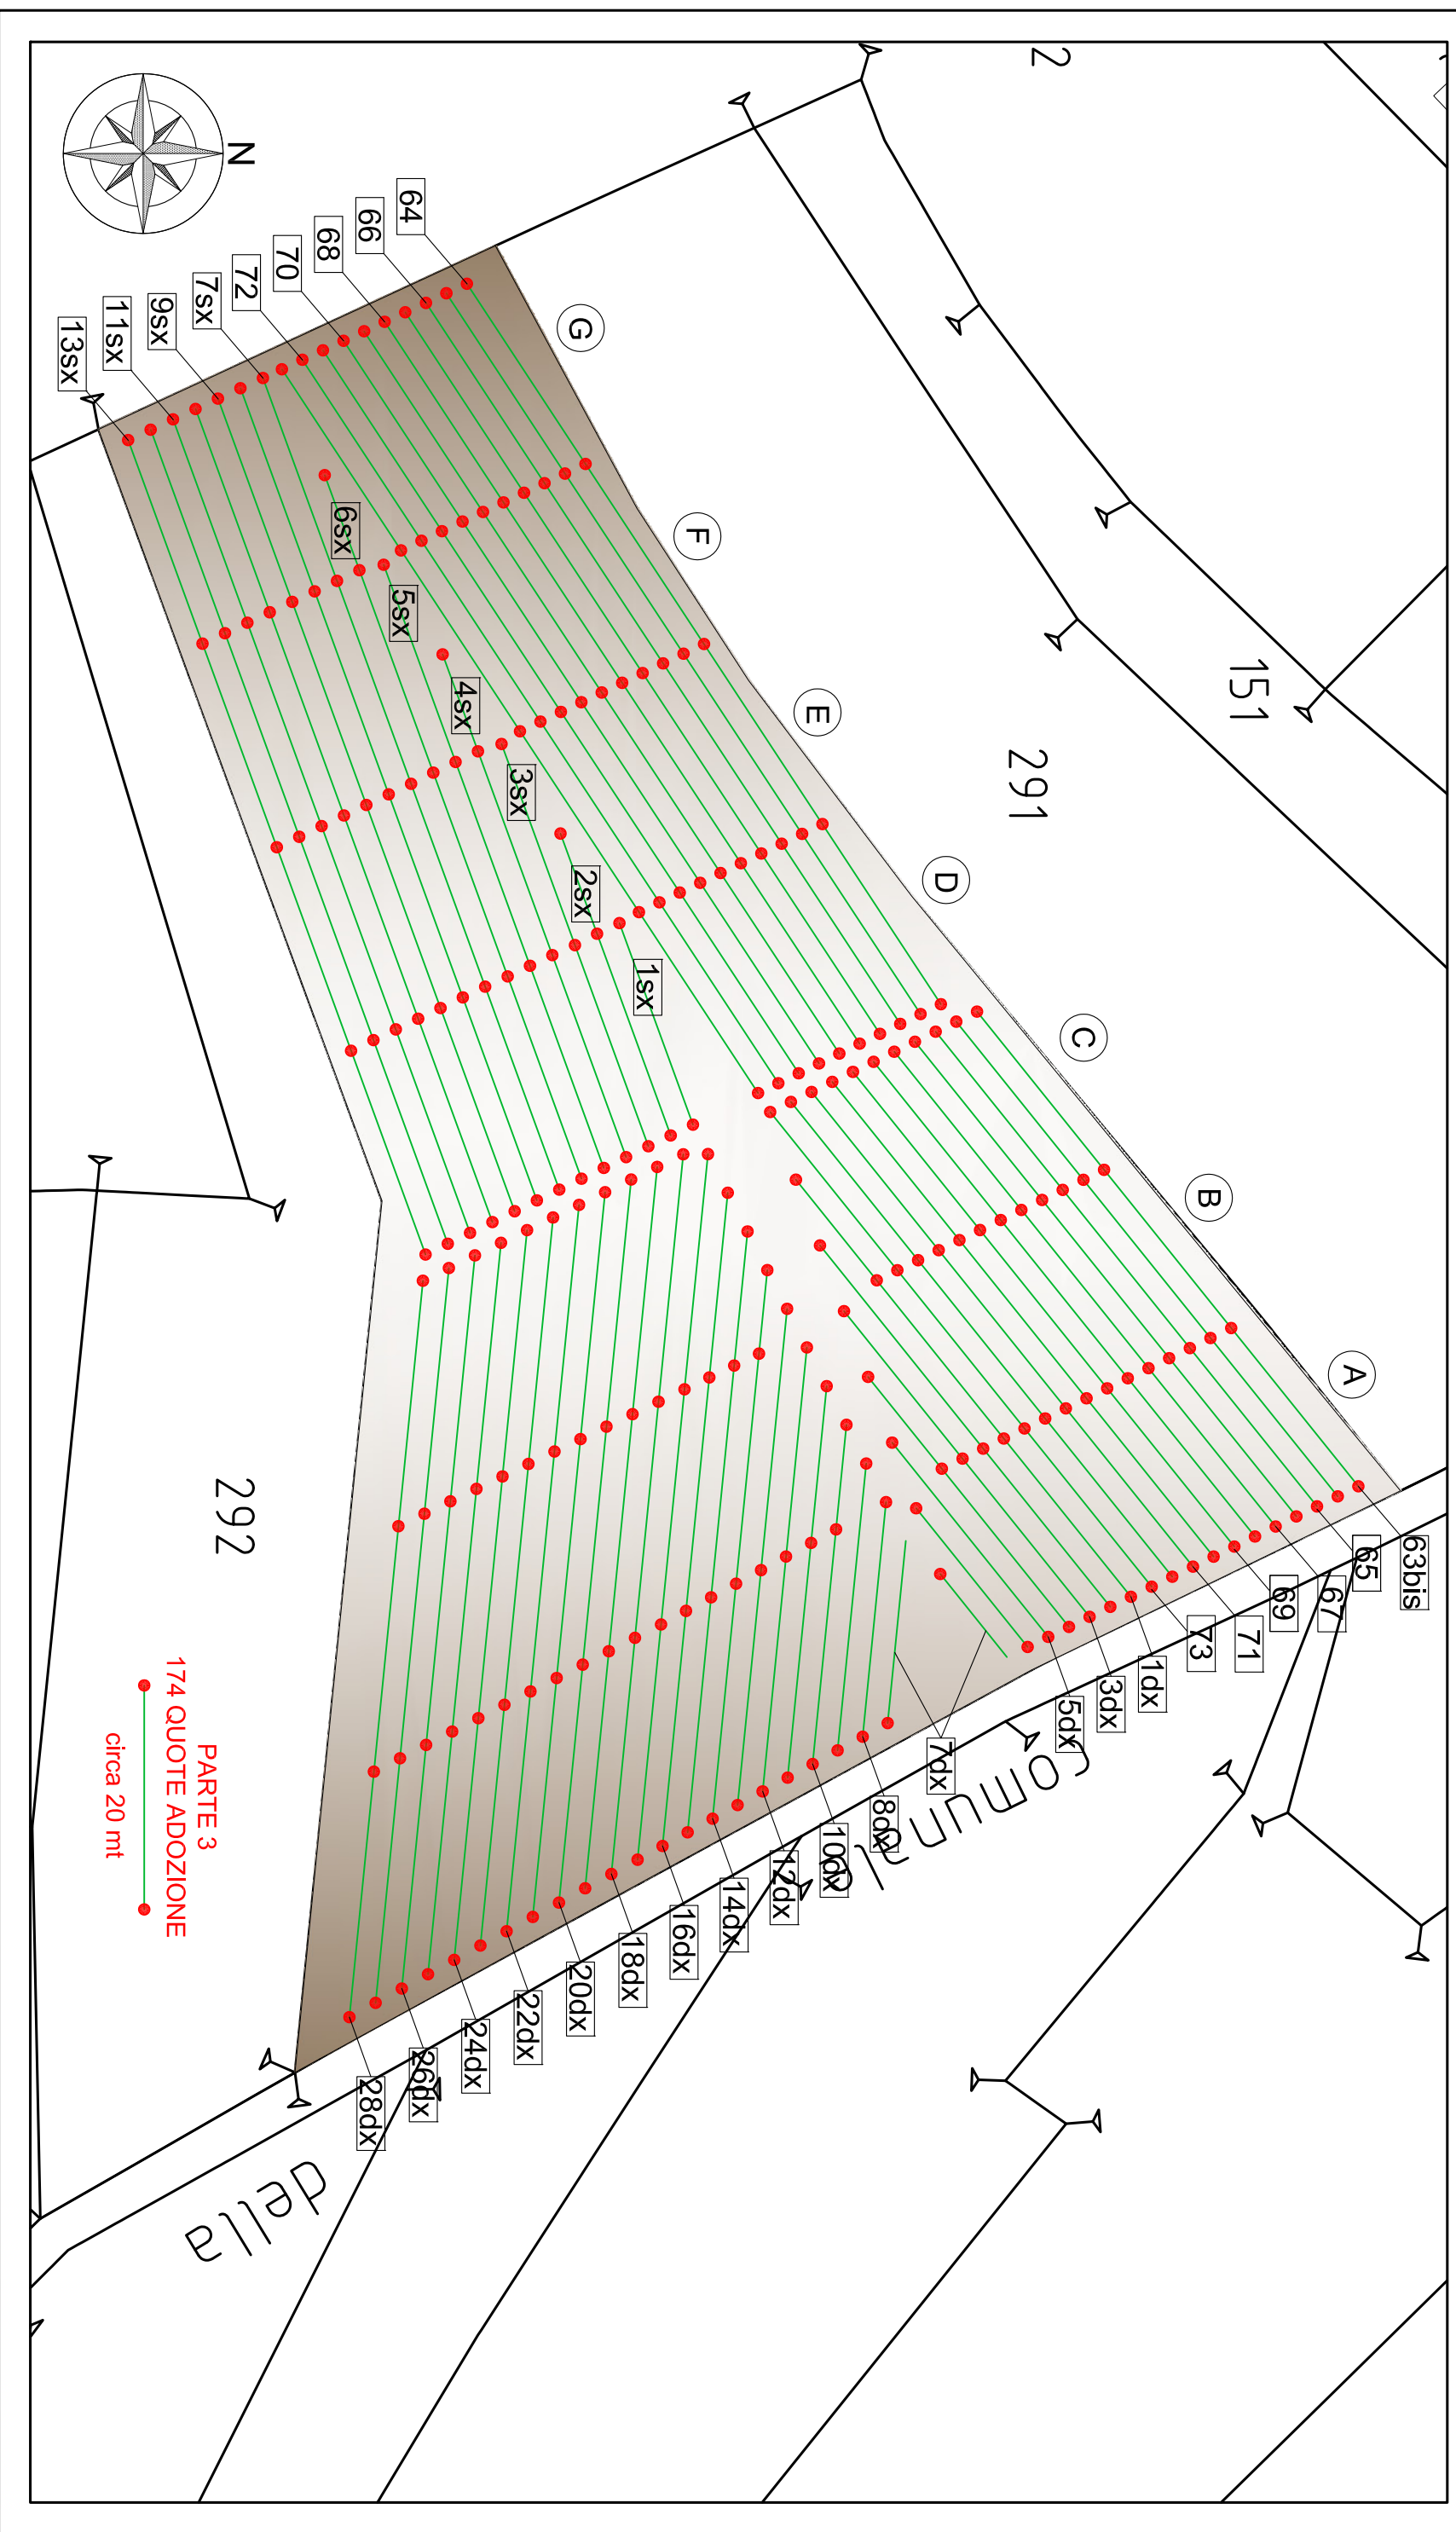 N
2
151
291
292
64
66
68
70
72
7sx
9sx
11sx
13sx
6sx
5sx
4sx
3sx
2sx
1sx
G
F
E
D
C
B
A
63bis
65
67
69
71
73
1dx
3dx
5dx
7dx
8dx
10dx
12dx
14dx
16dx
18dx
20dx
22dx
24dx
26dx
28dx
comunale
della
PARTE 3
174 QUOTE ADOZIONE
circa 20 mt